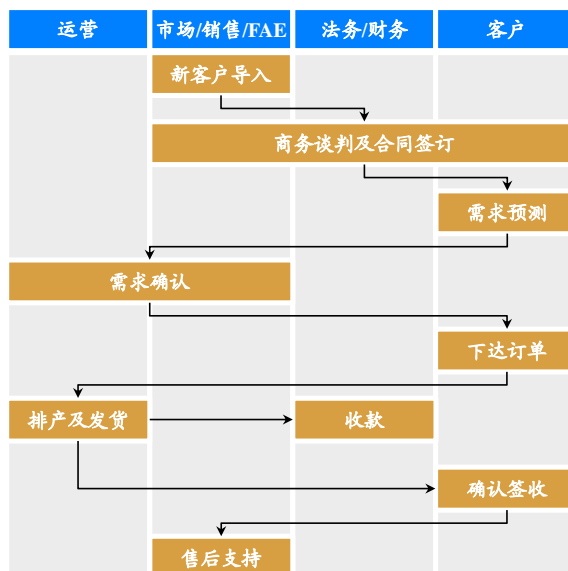 运营 市场/销售/FAE 法务/财务 客户
新客户导入
商务谈判及合同签订
需求预测
需求确认
下达订单
排产及发货 收款
确认签收
售后支持